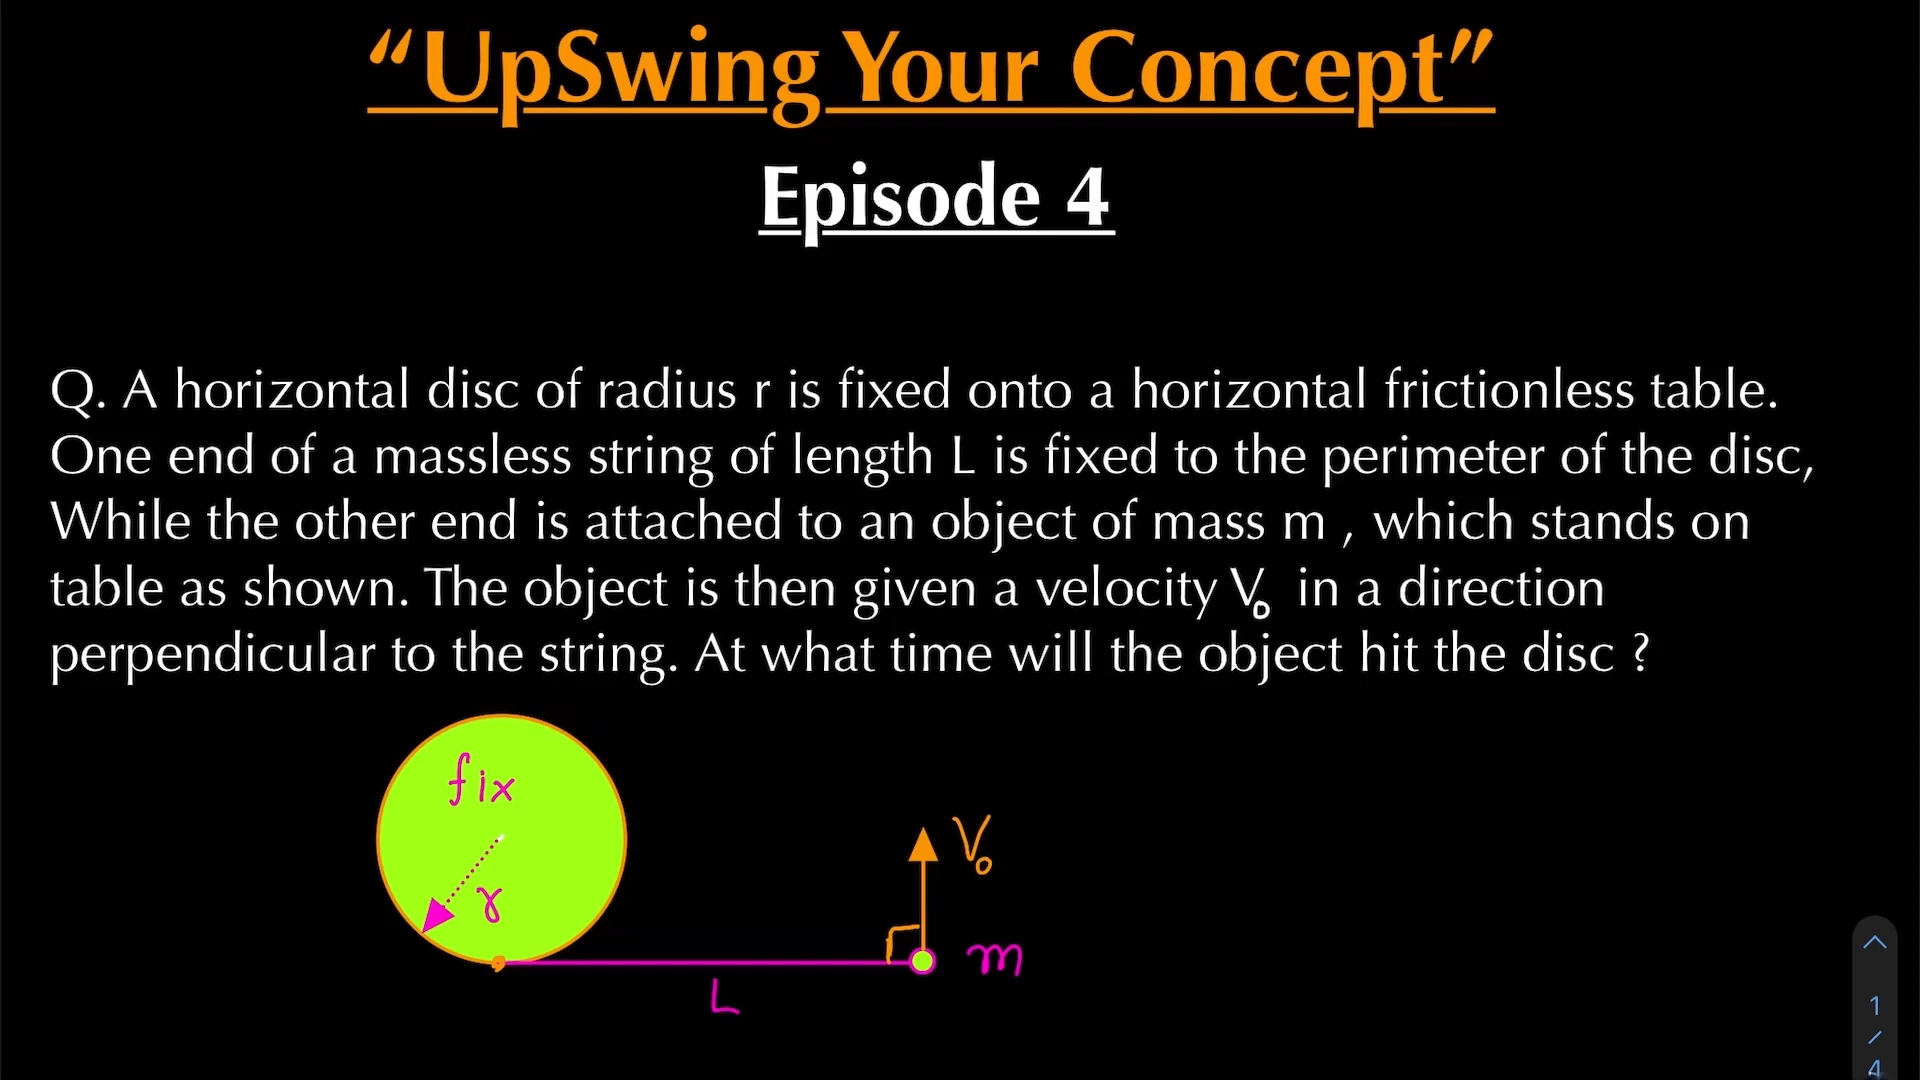 “UpSwing Your Concept”
Episode 4
Q. A horizontal disc of radius r is fixed onto a horizontal frictionless table.
One end of a massless string of length L is fixed to the perimeter of the disc,
While the other end is attached to an object of mass m , which stands on
table as shown. The object is then given a velocity V₀ in a direction
perpendicular to the string. At what time will the object hit the disc ?
fix
r
V₀
m
L
1
/
4